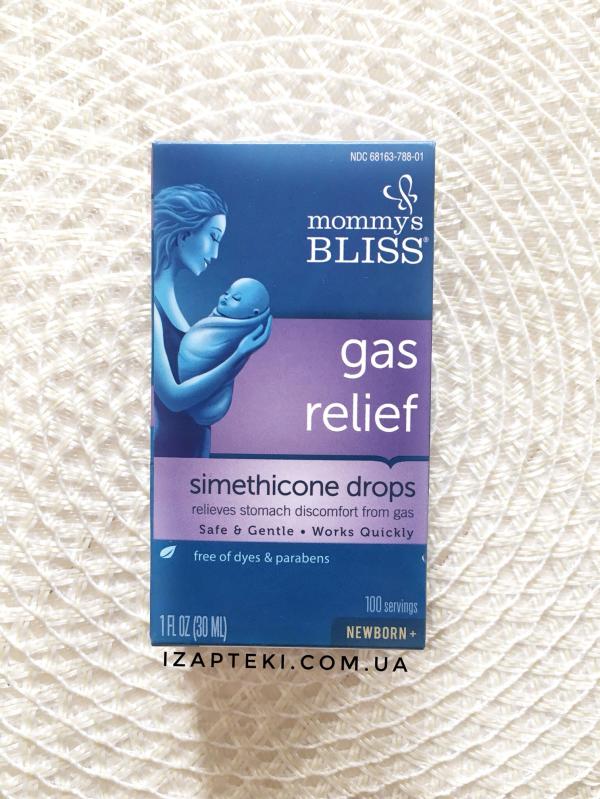 NDC 68163-788-01
mommy's
BLISS®
gas
relief
simethicone drops
relieves stomach discomfort from gas
Safe & Gentle • Works Quickly
free of dyes & parabens
100 servings
1 FL OZ (30 ML)
NEWBORN+
IZAPTEKI.COM.UA